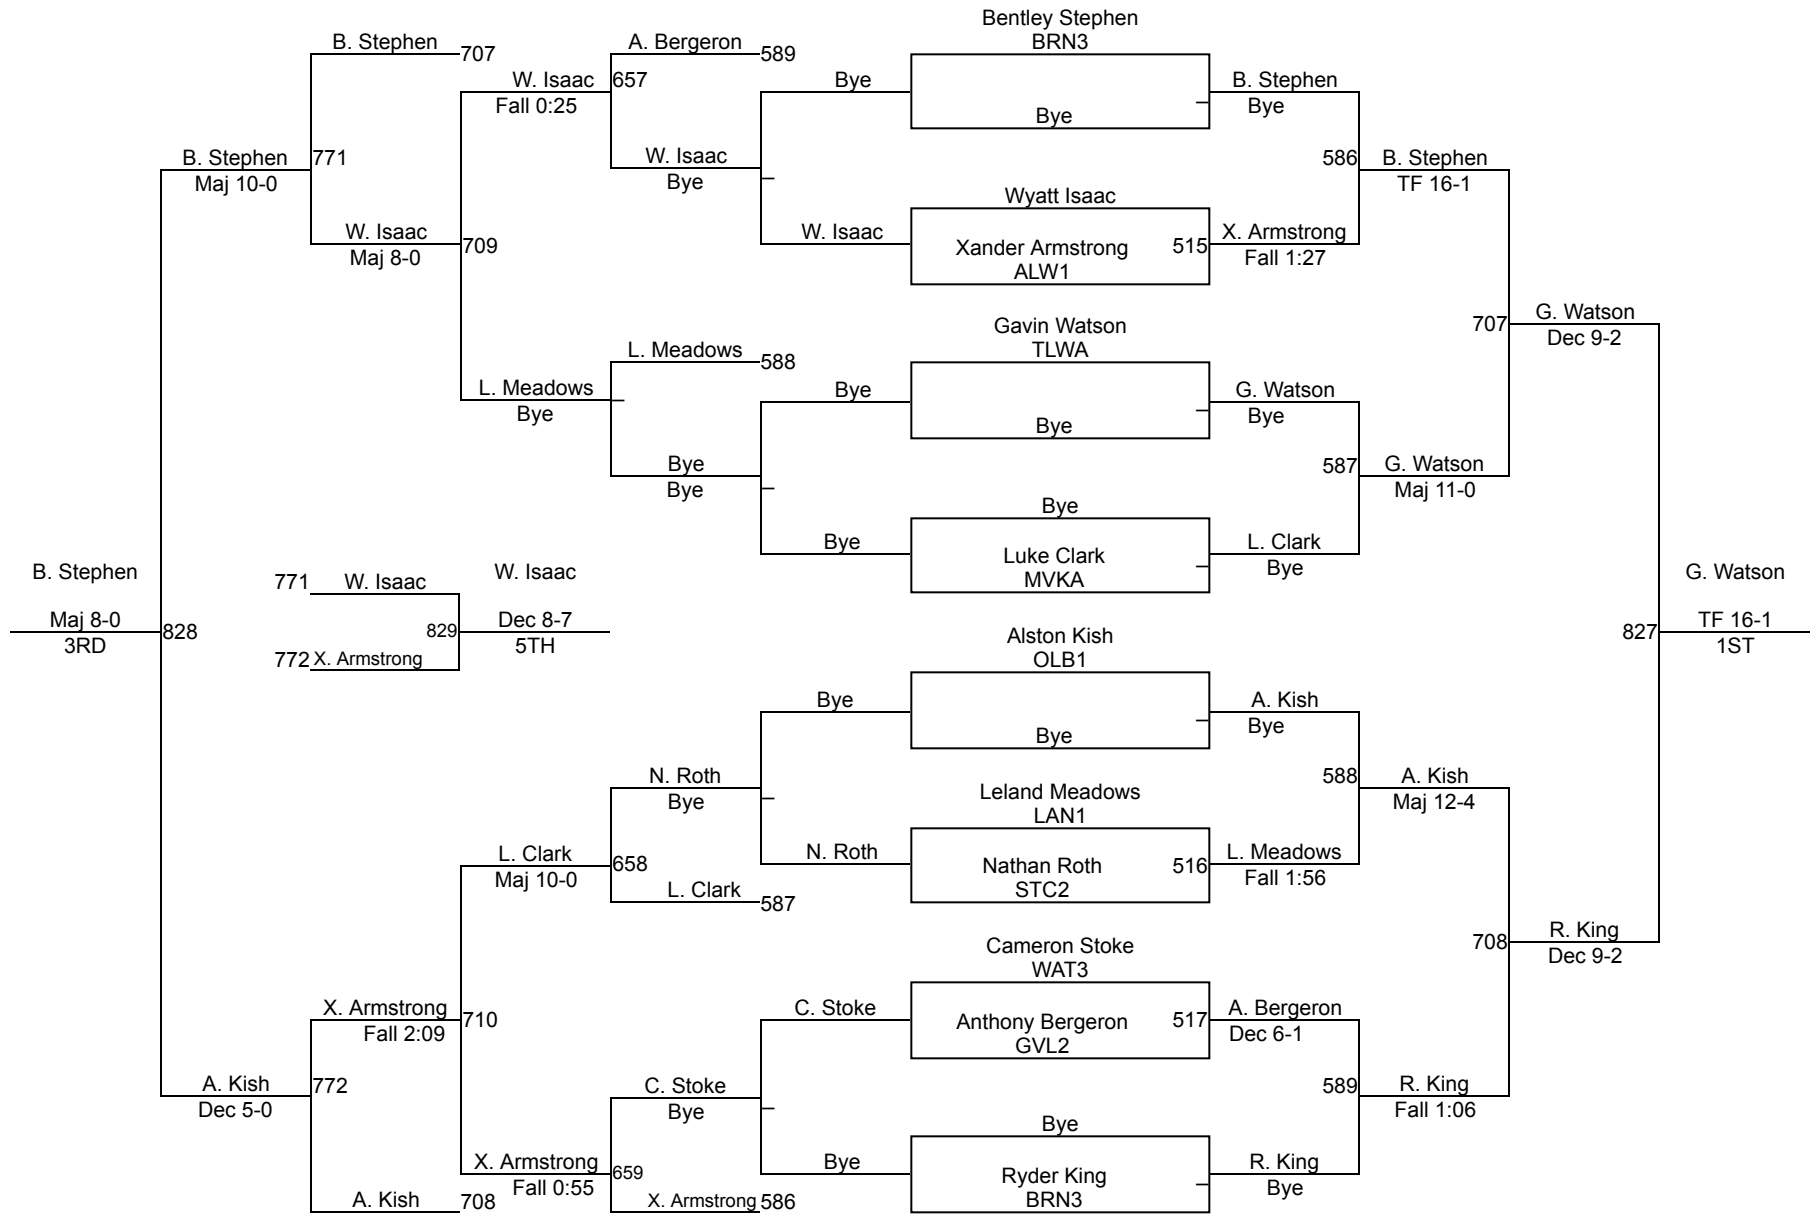 Bentley Stephen
BRN3
B. Stephen
707
A. Bergeron
589
W. Isaac
657
Fall 0:25
Bye
B. Stephen
Bye
Bye
B. Stephen
771
Maj 10-0
W. Isaac
Bye
586
B. Stephen
TF 16-1
Wyatt Isaac
W. Isaac
709
Maj 8-0
W. Isaac
Xander Armstrong
ALW1
515
X. Armstrong
Fall 1:27
Gavin Watson
TLWA
707
G. Watson
Dec 9-2
L. Meadows
588
L. Meadows
Bye
Bye
Bye
G. Watson
Bye
Bye
Bye
587
G. Watson
Maj 11-0
Bye
Bye
Luke Clark
MVKA
L. Clark
Bye
B. Stephen
Maj 8-0
3RD
828
771
W. Isaac
772
X. Armstrong
829
W. Isaac
Dec 8-7
5TH
G. Watson
827
TF 16-1
1ST
Alston Kish
OLB1
Bye
Bye
A. Kish
Bye
N. Roth
Bye
588
A. Kish
Maj 12-4
Leland Meadows
LAN1
L. Clark
Maj 10-0
658
N. Roth
Nathan Roth
STC2
516
L. Meadows
Fall 1:56
L. Clark
587
Cameron Stoke
WAT3
708
R. King
Dec 9-2
X. Armstrong
Fall 2:09
710
C. Stoke
Anthony Bergeron
GVL2
517
A. Bergeron
Dec 6-1
A. Kish
Dec 5-0
772
C. Stoke
Bye
589
R. King
Fall 1:06
Bye
X. Armstrong
Fall 0:55
659
Bye
Ryder King
BRN3
R. King
Bye
A. Kish
708
X. Armstrong
586